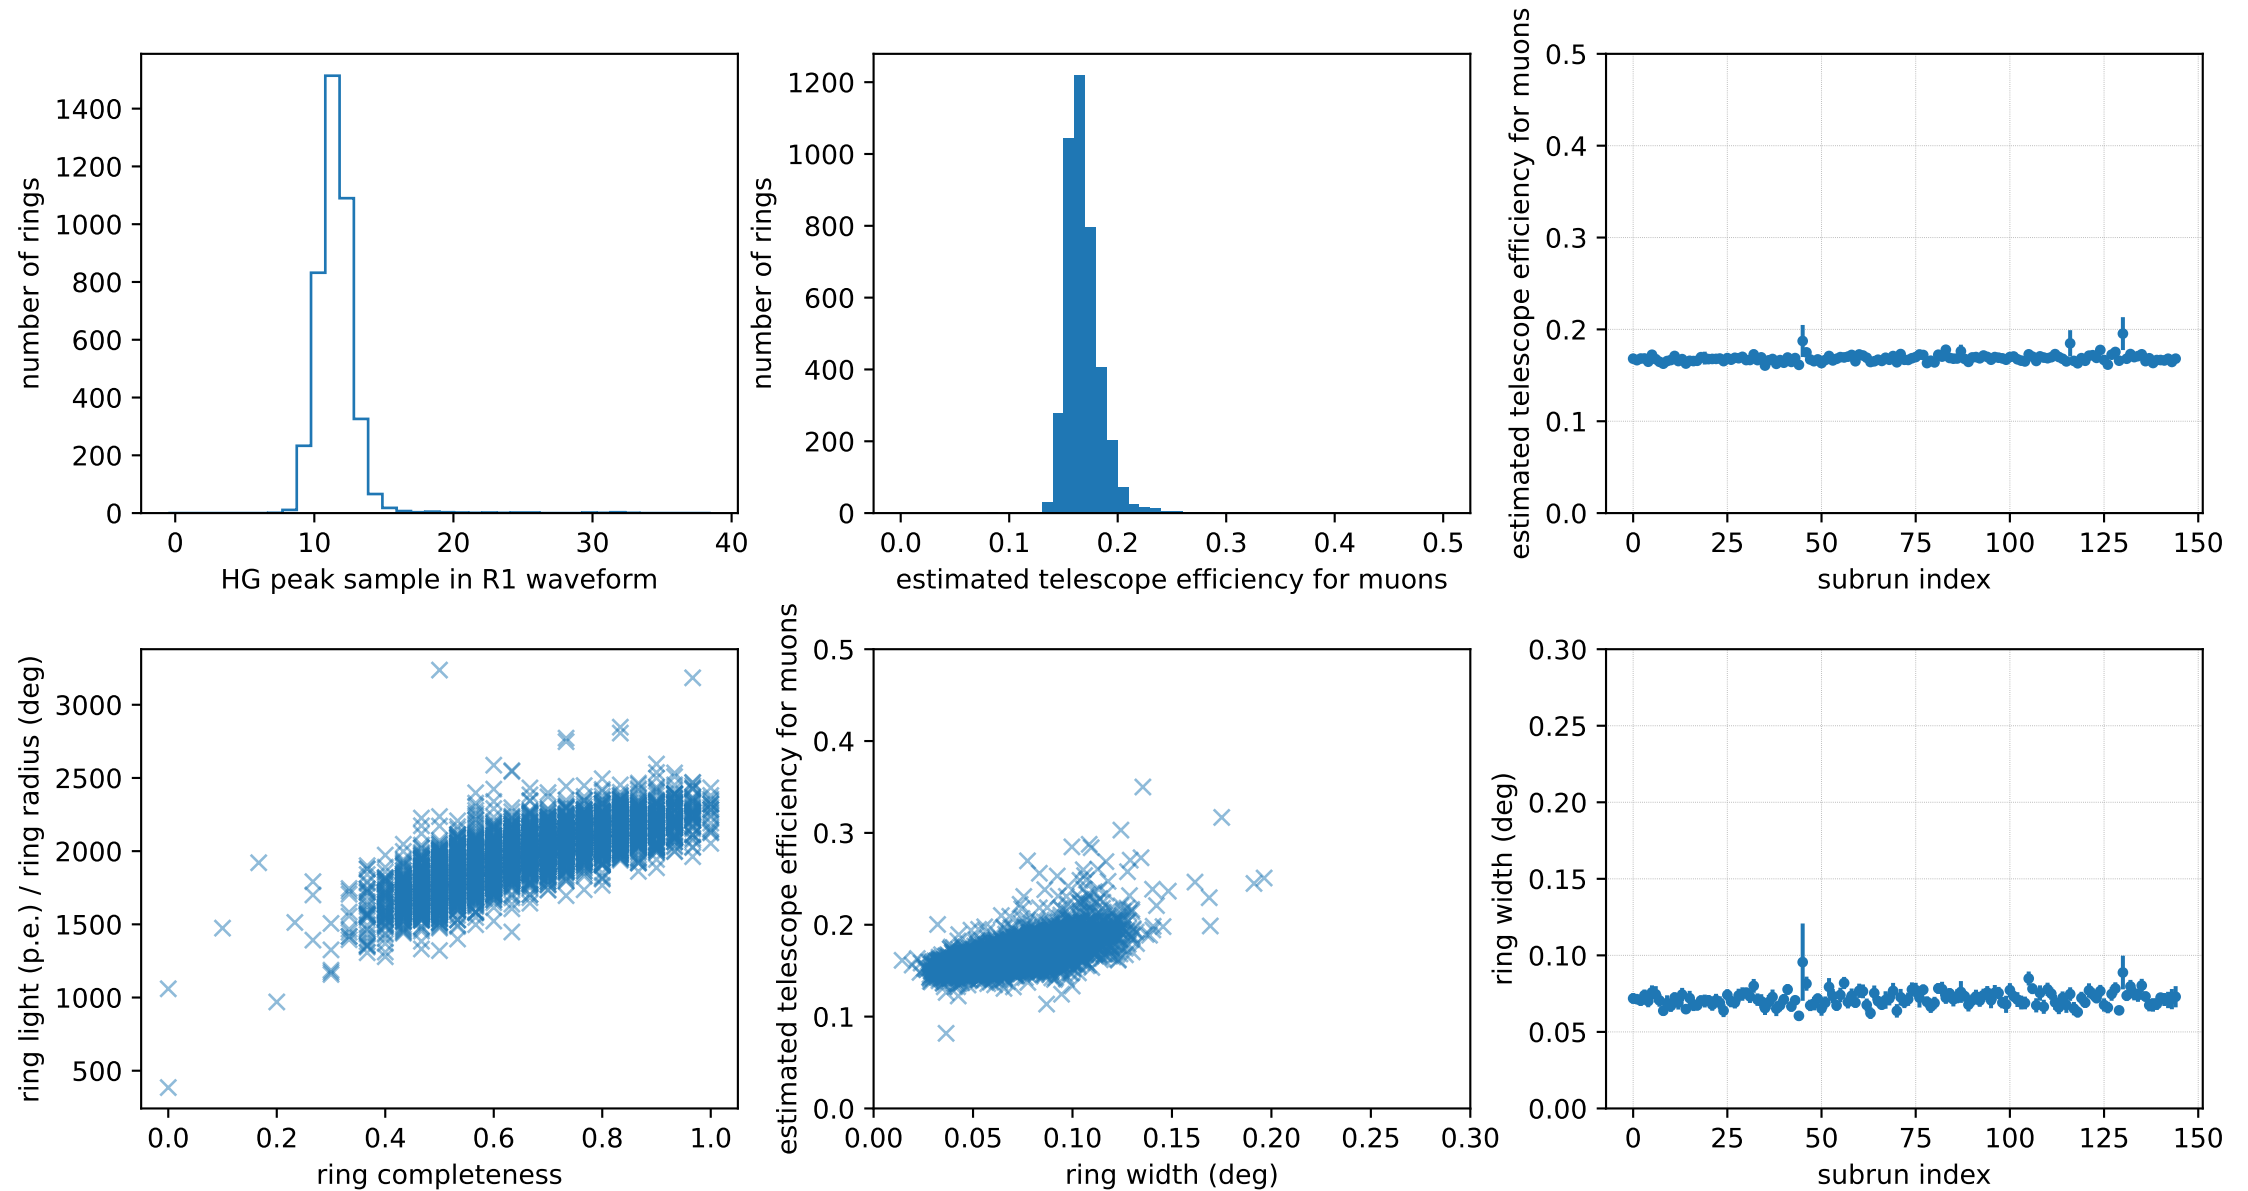 1400
1200
1000
800
600
400
200
0
number of rings
0 10 20 30 40
HG peak sample in R1 waveform
1200
1000
800
600
400
200
0
number of rings
0.0 0.1 0.2 0.3 0.4 0.5
estimated telescope efficiency for muons
0.5
0.4
0.3
0.2
0.1
0.0
estimated telescope efficiency for muons
0 25 50 75 100 125 150
subrun index
3000
2500
2000
1500
1000
500
ring light (p.e.) / ring radius (deg)
0.0 0.2 0.4 0.6 0.8 1.0
ring completeness
0.5
0.4
0.3
0.2
0.1
0.0
estimated telescope efficiency for muons
0.00 0.05 0.10 0.15 0.20 0.25 0.30
ring width (deg)
0.30
0.25
0.20
0.15
0.10
0.05
0.00
ring width (deg)
0 25 50 75 100 125 150
subrun index